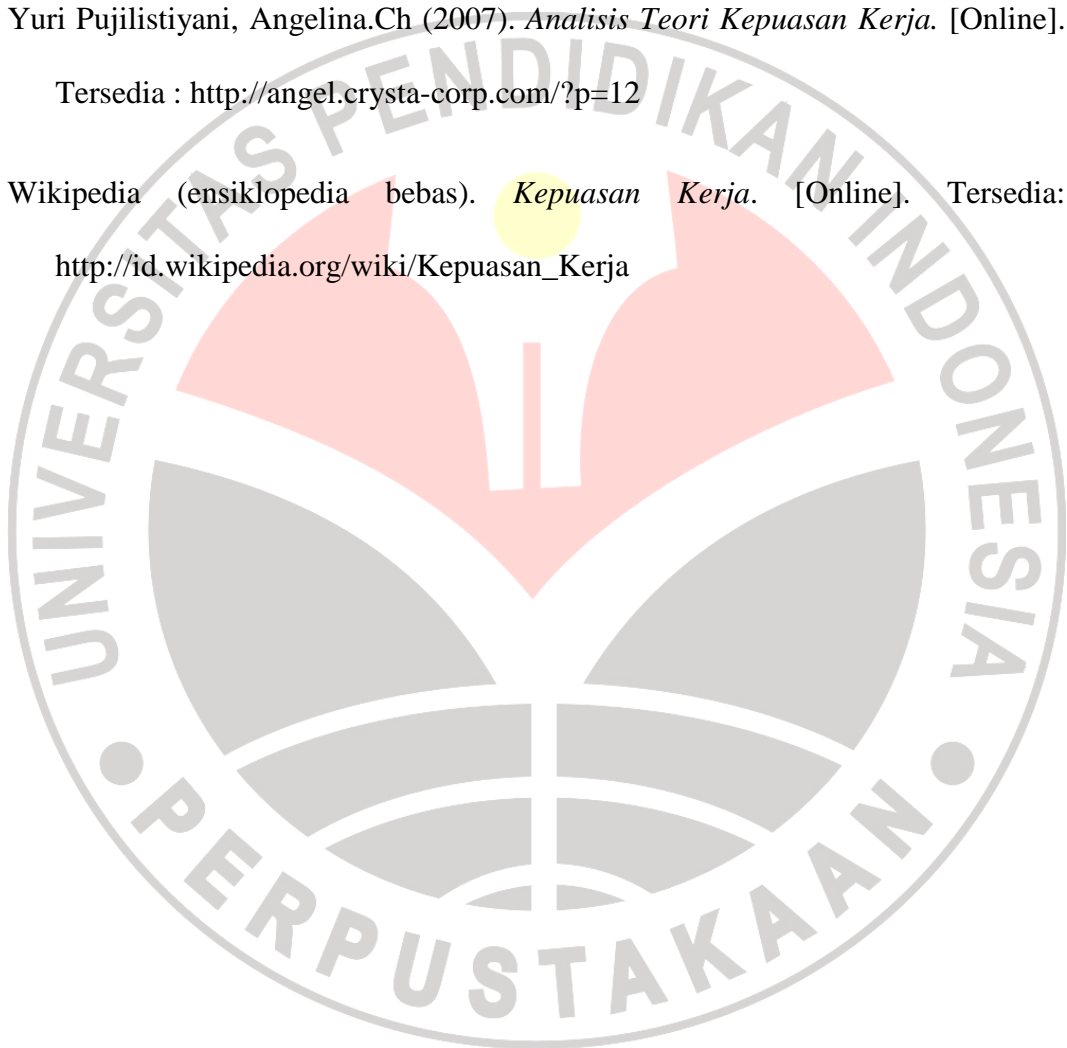 Yuri Pujilistiyani, Angelina.Ch (2007). Analisis Teori Kepuasan Kerja. [Online].
Tersedia : http://angel.crysta-corp.com/?p=12
Wikipedia (ensiklopedia bebas). Kepuasan Kerja. [Online]. Tersedia:
http://id.wikipedia.org/wiki/Kepuasan_Kerja
UNIVERSITAS PENDIDIKAN INDONESIA
PERPUSTAKAAN